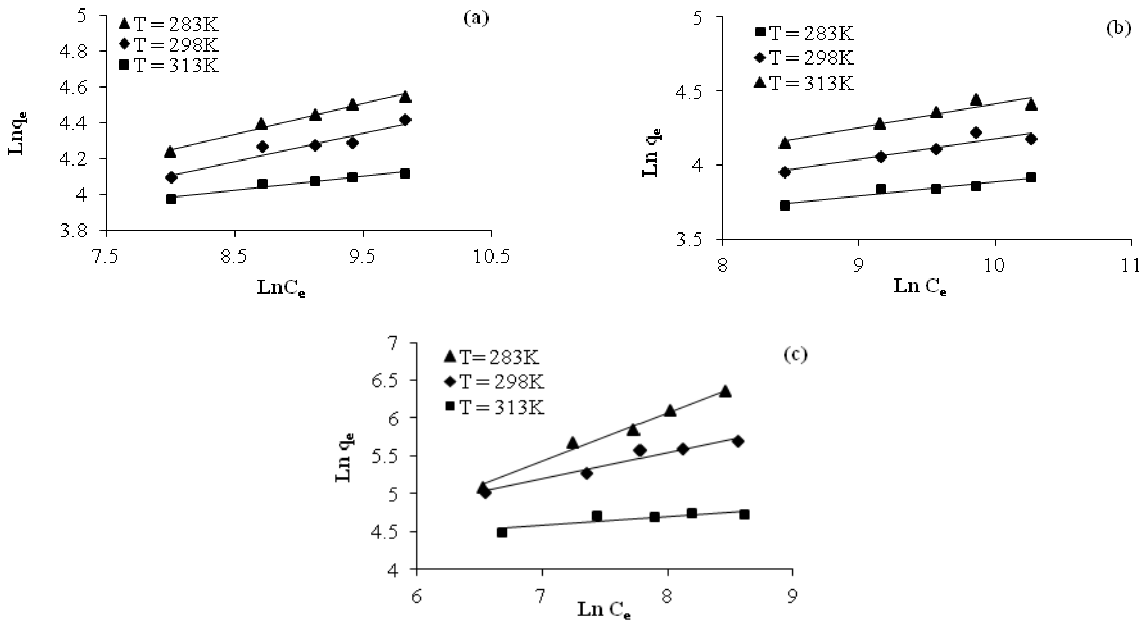 (a)
T = 283K
T = 298K
T = 313K
5
4.8
4.6
4.4
4.2
4
3.8
Lnqe
7.5 8.5 9.5 10.5
LnCe
(b)
T = 283K
T = 298K
T = 313K
5
4.5
4
3.5
Ln qe
8 9 10 11
Ln Ce
(c)
T = 283K
T = 298K
T = 313K
7
6.5
6
5.5
5
4.5
4
Ln qe
6 7 8 9
Ln Ce